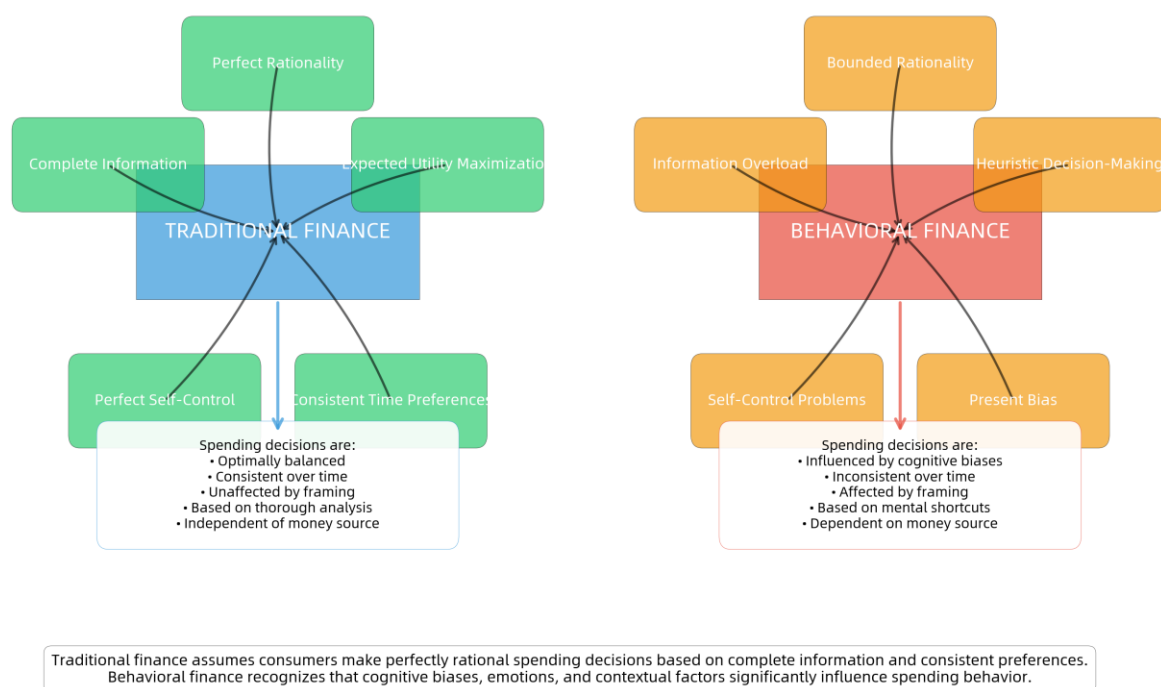 Perfect Rationality
Complete Information
Expected Utility Maximizatio
TRADITIONAL FINANCE
Perfect Self-Control
Consistent Time Preferences
Spending decisions are:
• Optimally balanced
• Consistent over time
• Unaffected by framing
• Based on thorough analysis
• Independent of money source
Bounded Rationality
Information Overload
Heuristic Decision-Making
BEHAVIORAL FINANCE
Self-Control Problems
Present Bias
Spending decisions are:
• Influenced by cognitive biases
• Inconsistent over time
• Affected by framing
• Based on mental shortcuts
• Dependent on money source
Traditional finance assumes consumers make perfectly rational spending decisions based on complete information and consistent preferences.
Behavioral finance recognizes that cognitive biases, emotions, and contextual factors significantly influence spending behavior.